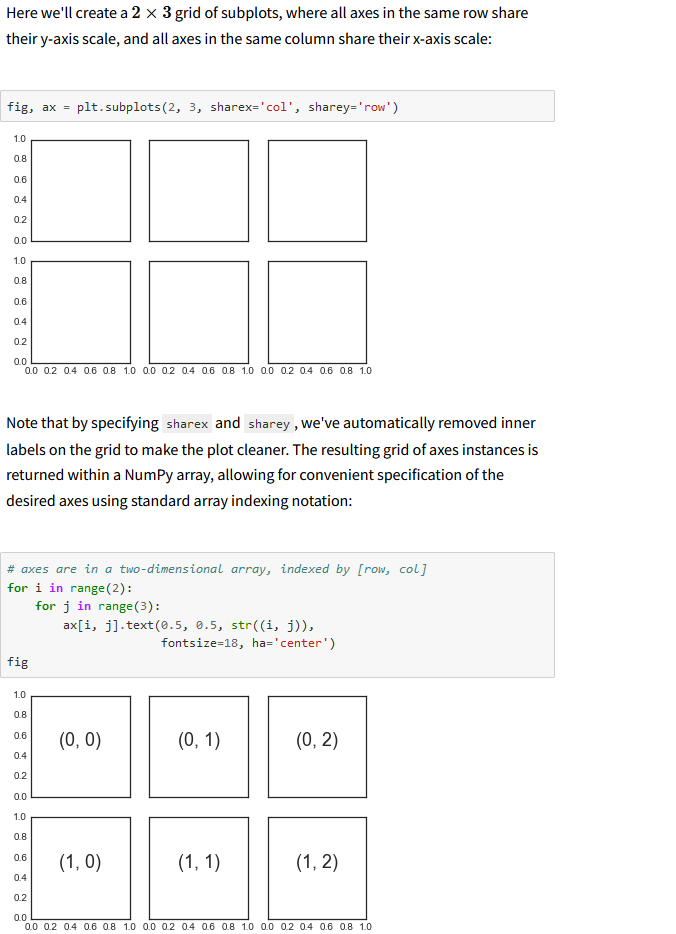 Here we'll create a 2 × 3 grid of subplots, where all axes in the same row share
their y-axis scale, and all axes in the same column share their x-axis scale:
fig, ax = plt.subplots(2, 3, sharex='col', sharey='row')
1.0
0.8
0.6
0.4
0.2
0.0
1.0
0.8
0.6
0.4
0.2
0.0
0.0 0.2 0.4 0.6 0.8 1.0 0.0 0.2 0.4 0.6 0.8 1.0 0.0 0.2 0.4 0.6 0.8 1.0
Note that by specifying sharex and sharey , we've automatically removed inner
labels on the grid to make the plot cleaner. The resulting grid of axes instances is
returned within a NumPy array, allowing for convenient specification of the
desired axes using standard array indexing notation:
# axes are in a two-dimensional array, indexed by [row, col]
for i in range(2):
    for j in range(3):
        ax[i, j].text(0.5, 0.5, str((i, j)),
                      fontsize=18, ha='center')
fig
1.0
0.8
0.6
0.4
0.2
0.0
(0, 0) (0, 1) (0, 2)
1.0
0.8
0.6
0.4
0.2
0.0
(1, 0) (1, 1) (1, 2)
0.0 0.2 0.4 0.6 0.8 1.0 0.0 0.2 0.4 0.6 0.8 1.0 0.0 0.2 0.4 0.6 0.8 1.0